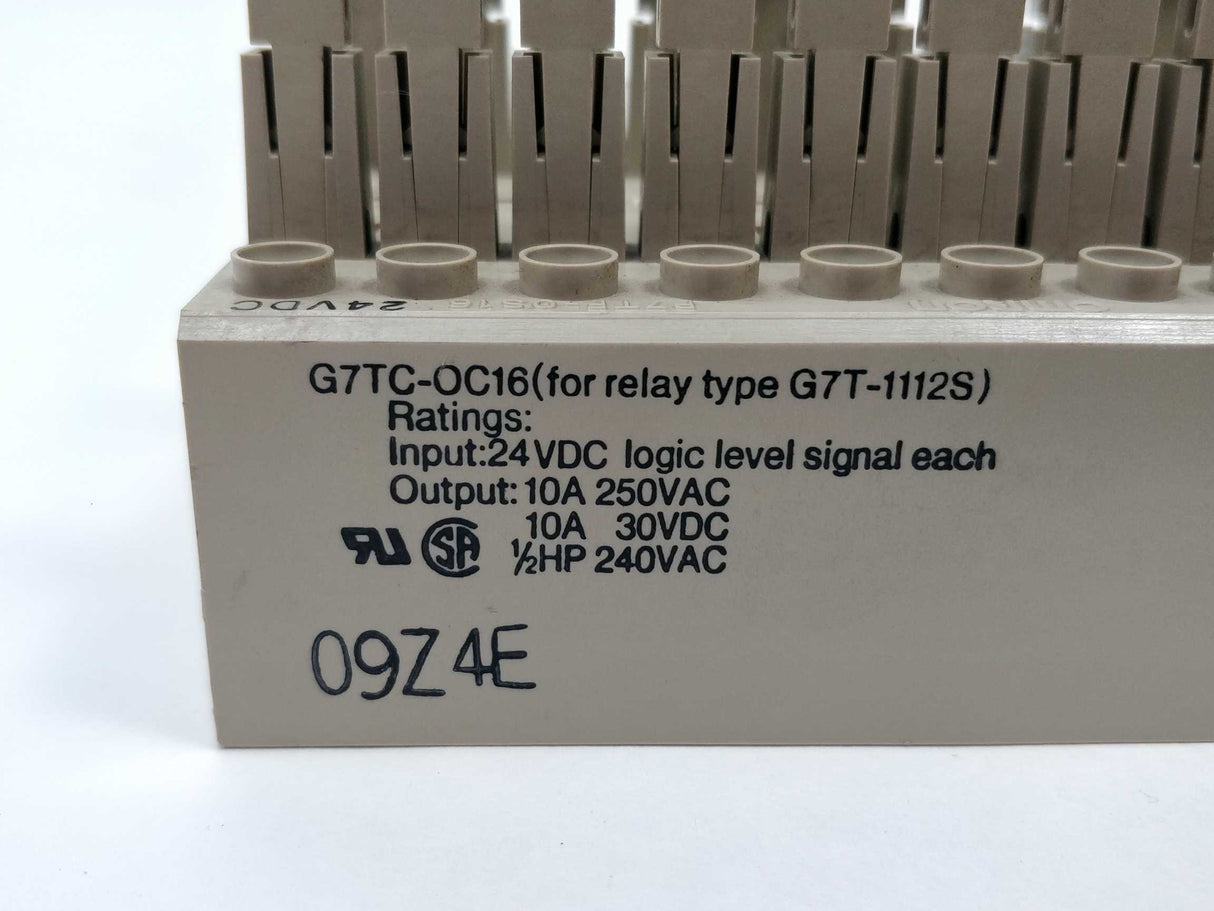 24VDC
G7TC-OC16(for relay type G7T-1112S)
Ratings:
Input:24VDC logic level signal each
Output:10A 250VAC
10A 30VDC
½HP 240VAC
09Z4E